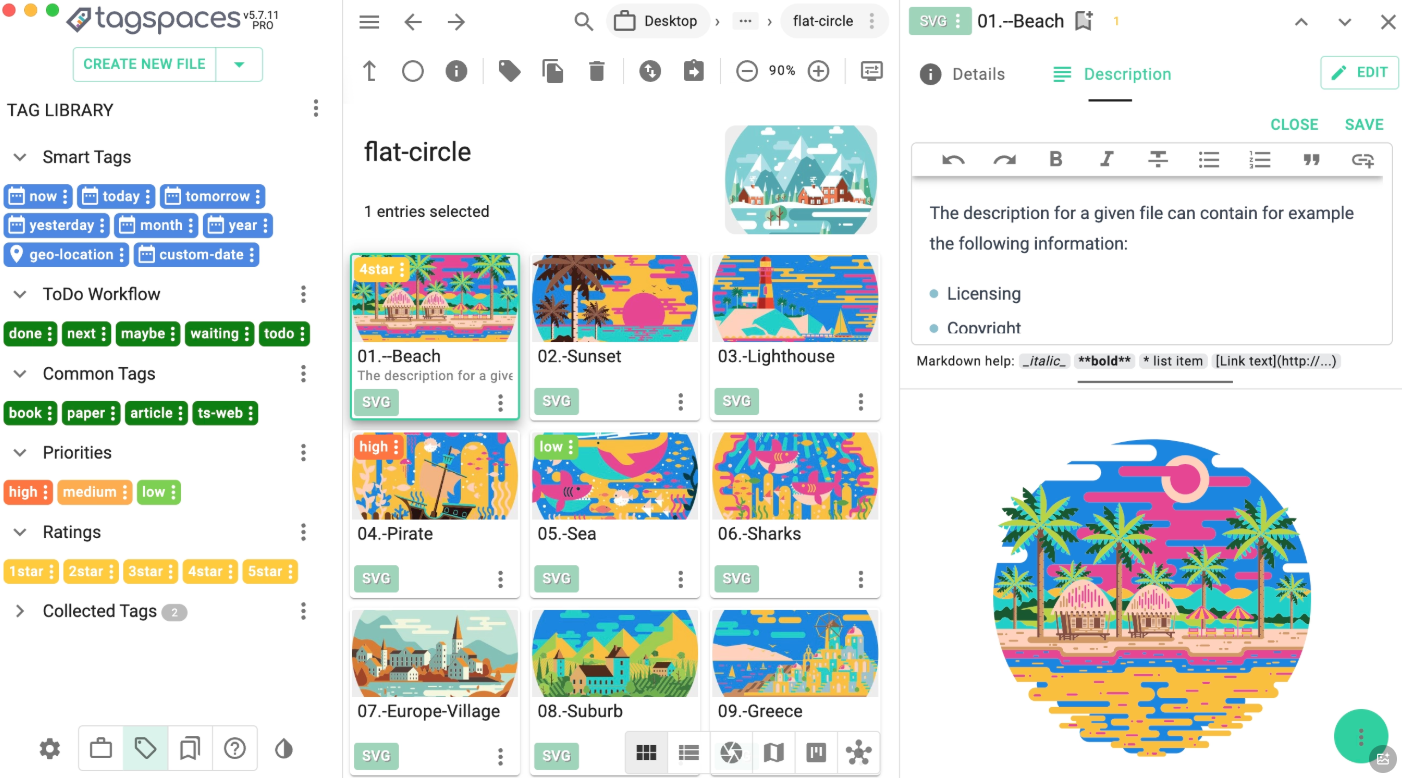 tagspaces v5.7.11
PRO
CREATE NEW FILE
TAG LIBRARY
Smart Tags
now today tomorrow
yesterday month year
geo-location custom-date
ToDo Workflow
done next maybe waiting todo
Common Tags
book paper article ts-web
Priorities
high medium low
Ratings
1star 2star 3star 4star 5star
Collected Tags 2
Desktop › ... › flat-circle
90%
flat-circle
1 entries selected
4star
01.--Beach 02.-Sunset 03.-Lighthouse
The description for a give
SVG SVG SVG
high low
04.-Pirate 05.-Sea 06.-Sharks
SVG SVG SVG
07.-Europe-Village 08.-Suburb 09.-Greece
SVG SVG
SVG 01.--Beach 1
Details Description EDIT
CLOSE SAVE
The description for a given file can contain for example
the following information:
Licensing
Copyright
Markdown help: _italic_ **bold** * list item [Link text](http://...)